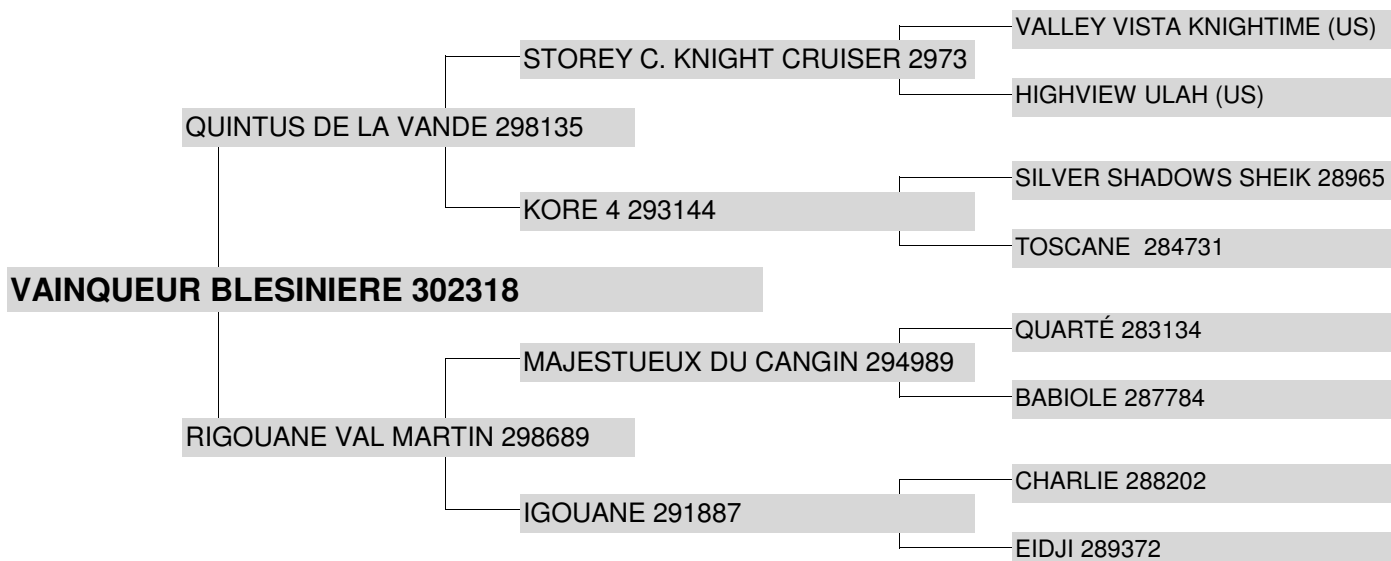 VALLEY VISTA KNIGHTIME (US)
STOREY C. KNIGHT CRUISER 2973
HIGHVIEW ULAH (US)
QUINTUS DE LA VANDE 298135
SILVER SHADOWS SHEIK 28965
KORE 4 293144
TOSCANE 284731
VAINQUEUR BLESINIERE 302318
QUARTÉ 283134
MAJESTUEUX DU CANGIN 294989
BABIOLE 287784
RIGOUANE VAL MARTIN 298689
CHARLIE 288202
IGOUANE 291887
EIDJI 289372